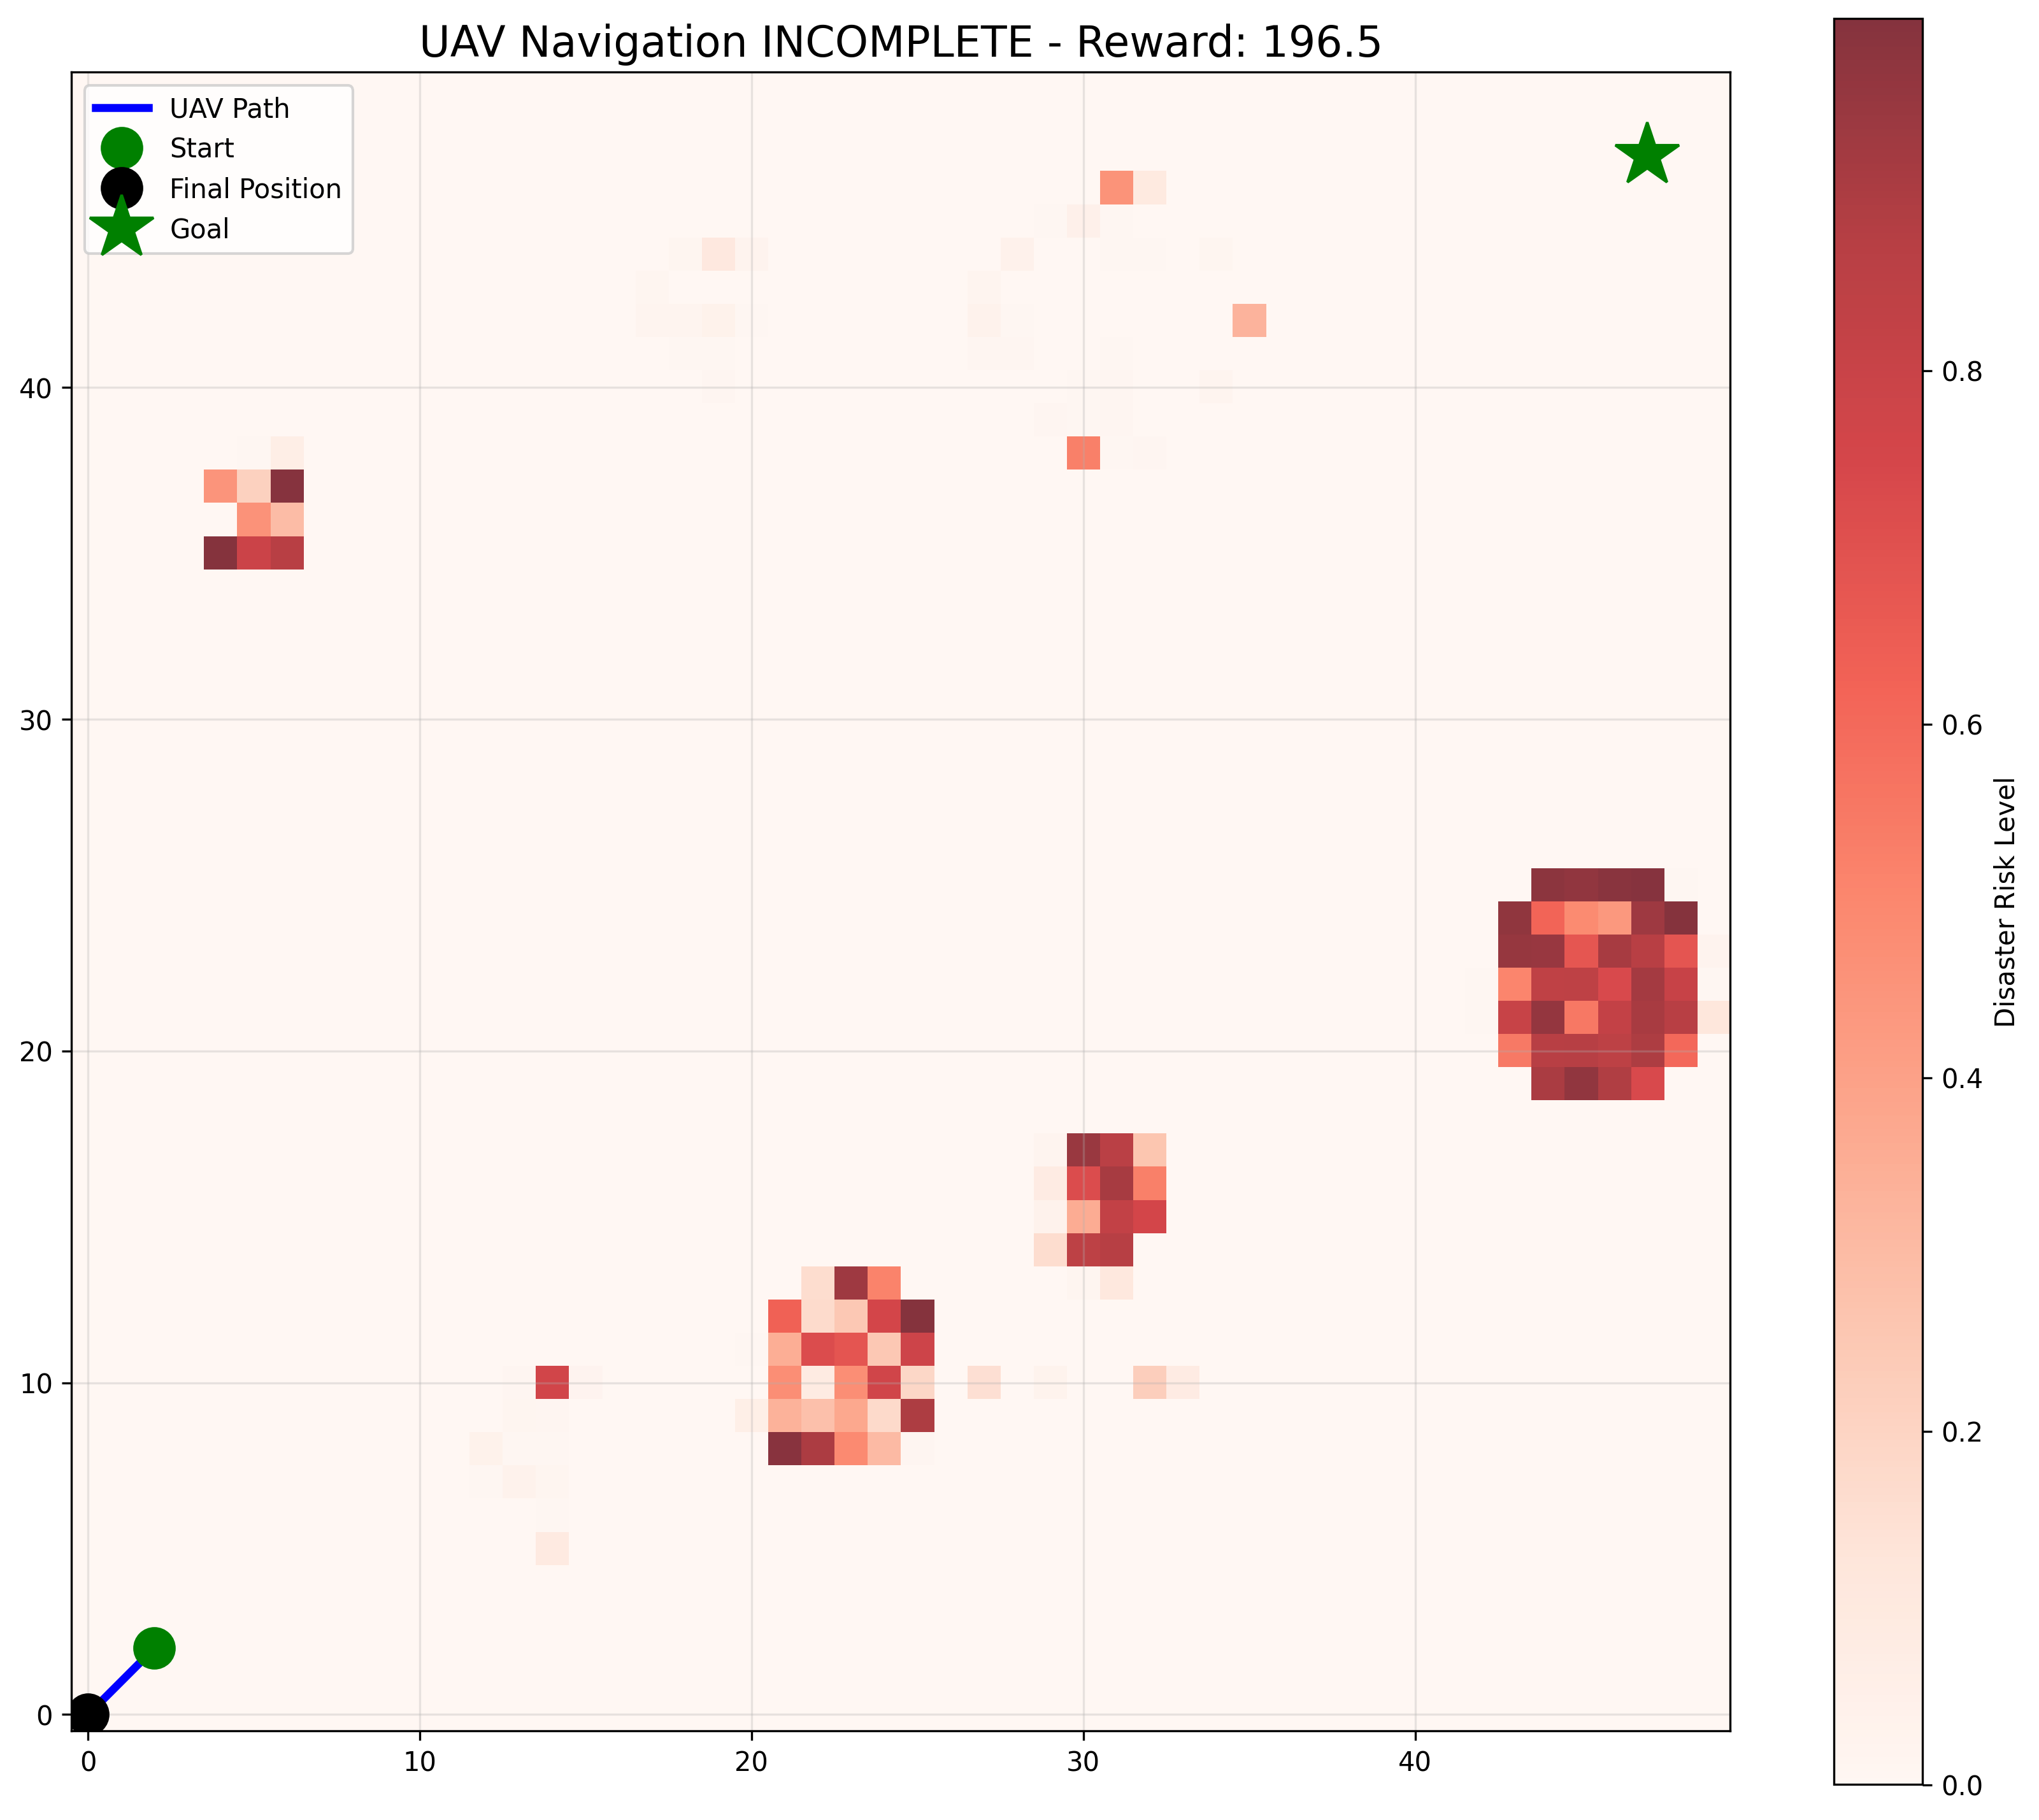 UAV Navigation INCOMPLETE - Reward: 196.5
UAV Path
Start
Final Position
Goal
40
30
20
10
0
0
10
20
30
40
0.8
0.6
0.4
0.2
0.0
Disaster Risk Level